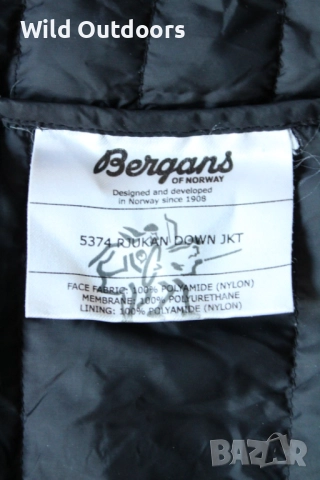 Wild Outdoors
Bergans
OF NORWAY
Designed and developed
in Norway since 1908
5374 RJUKAN DOWN JKT
FACE FABRIC: 100% POLYAMIDE (NYLON)
MEMBRANE: 100% POLYURETHANE
LINING: 100% POLYAMIDE (NYLON)
BAZAR